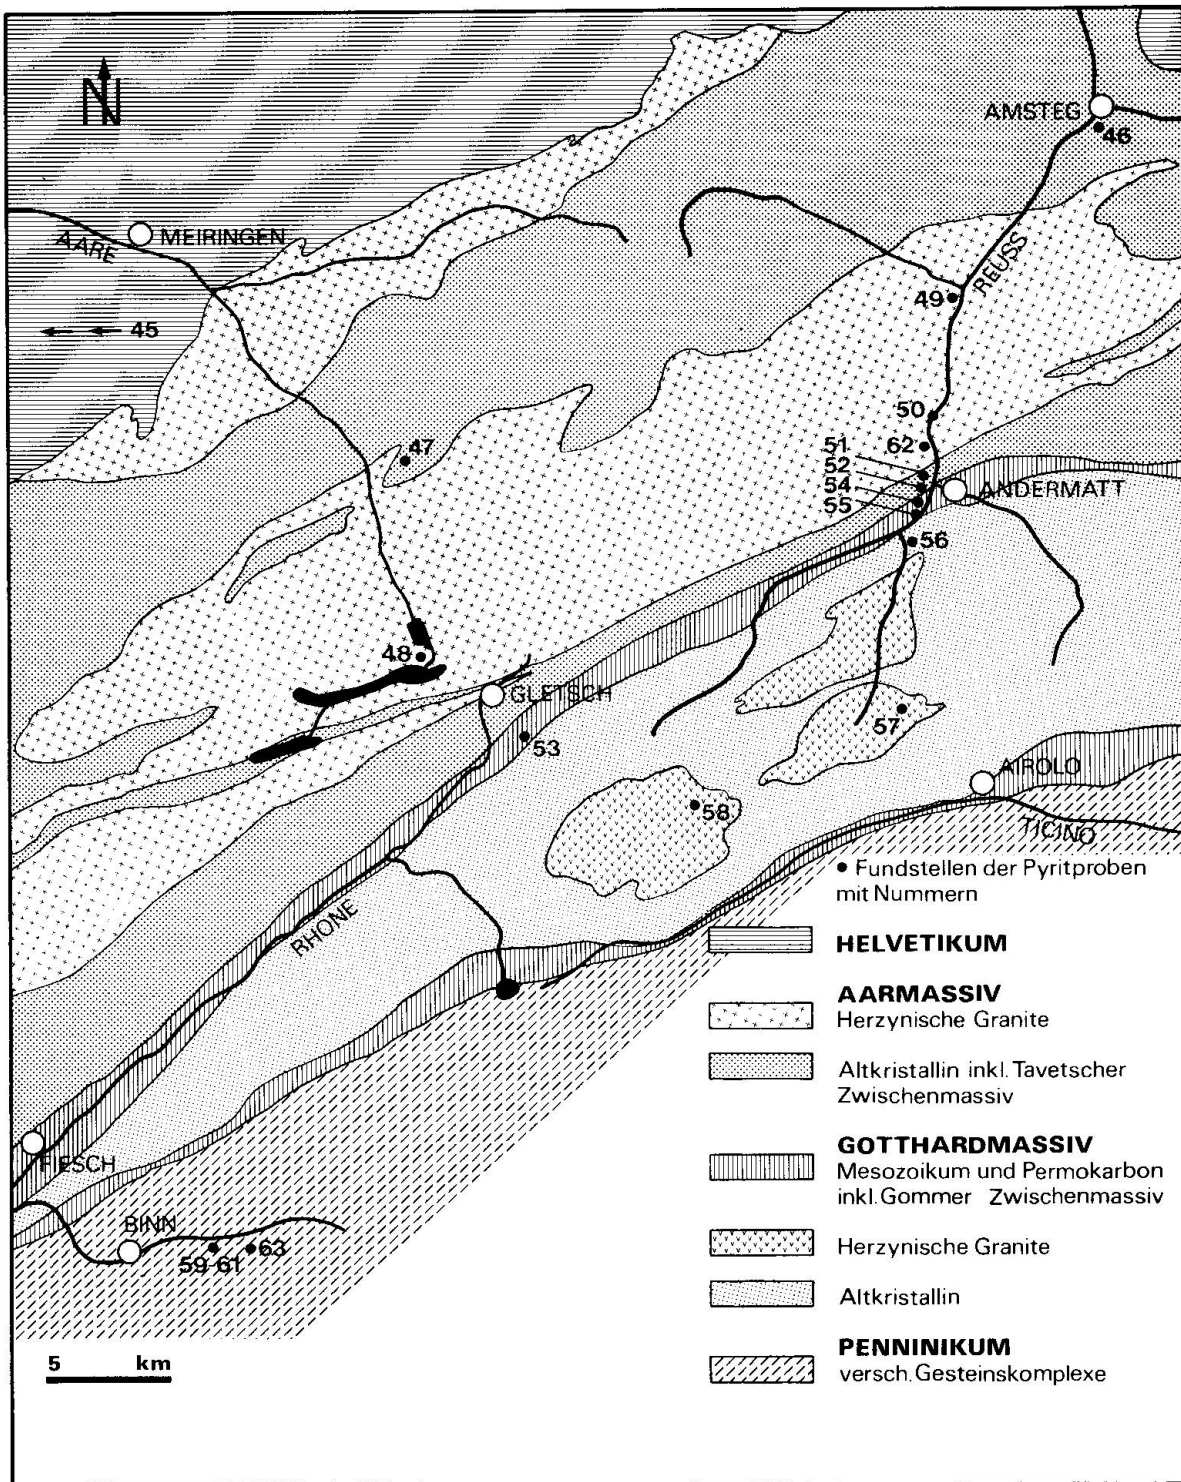 N
AMSTEG
46
AARE
MEIRINGEN
REUSS
49
45
50
47
51
62
52
54
ANDERMATT
55
56
48
GLETSCH
57
53
AIROLO
58
TICINO
RHONE
FIESCH
BINN
59-61
63
5 km
• Fundstellen der Pyritproben
mit Nummern
HELVETIKUM
AARMASSIV
Herzynische Granite
Altkristallin inkl. Tavetscher
Zwischenmassiv
GOTTHARDMASSIV
Mesozoikum und Permokarbon
inkl. Gommer Zwischenmassiv
Herzynische Granite
Altkristallin
PENNINIKUM
versch. Gesteinskomplexe